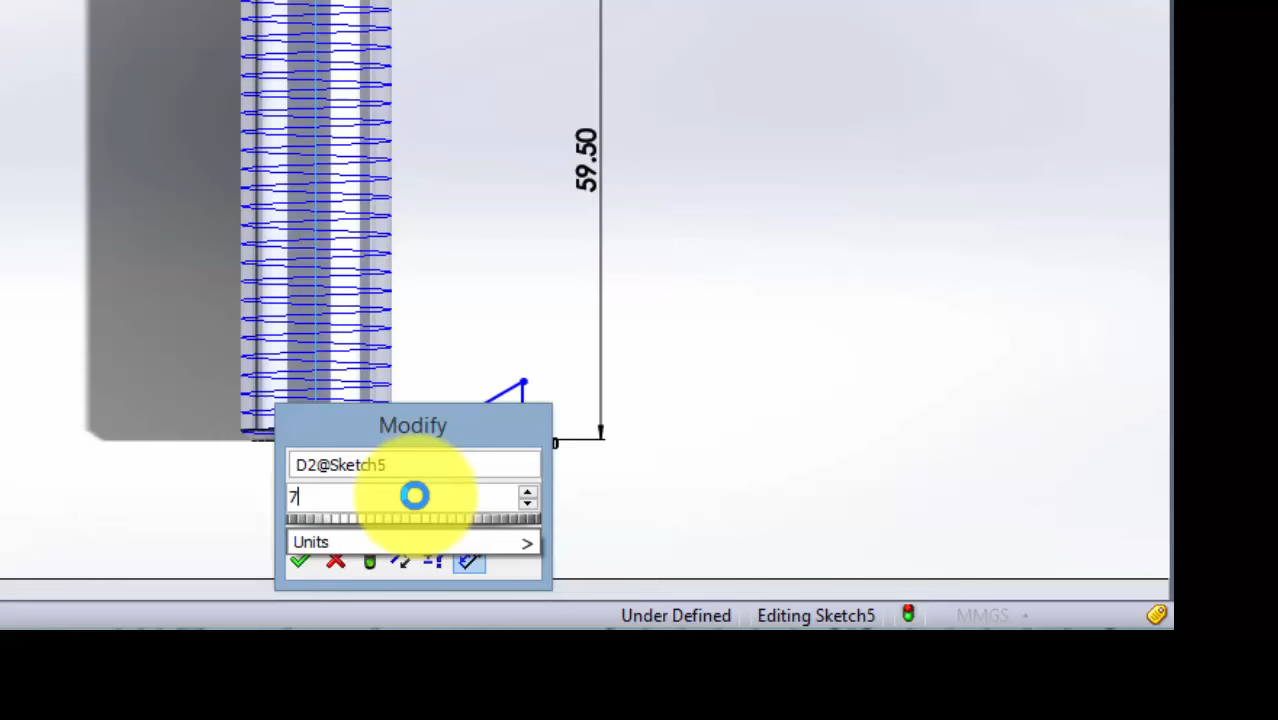 59.50
Modify
D2@Sketch5
7
Units >
Under Defined Editing Sketch5 MMGS